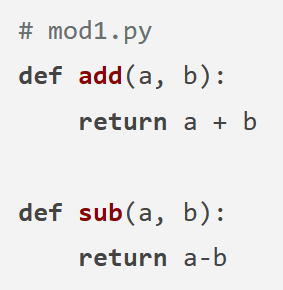 # mod1.py
def add(a, b):
    return a + b

def sub(a, b):
    return a-b